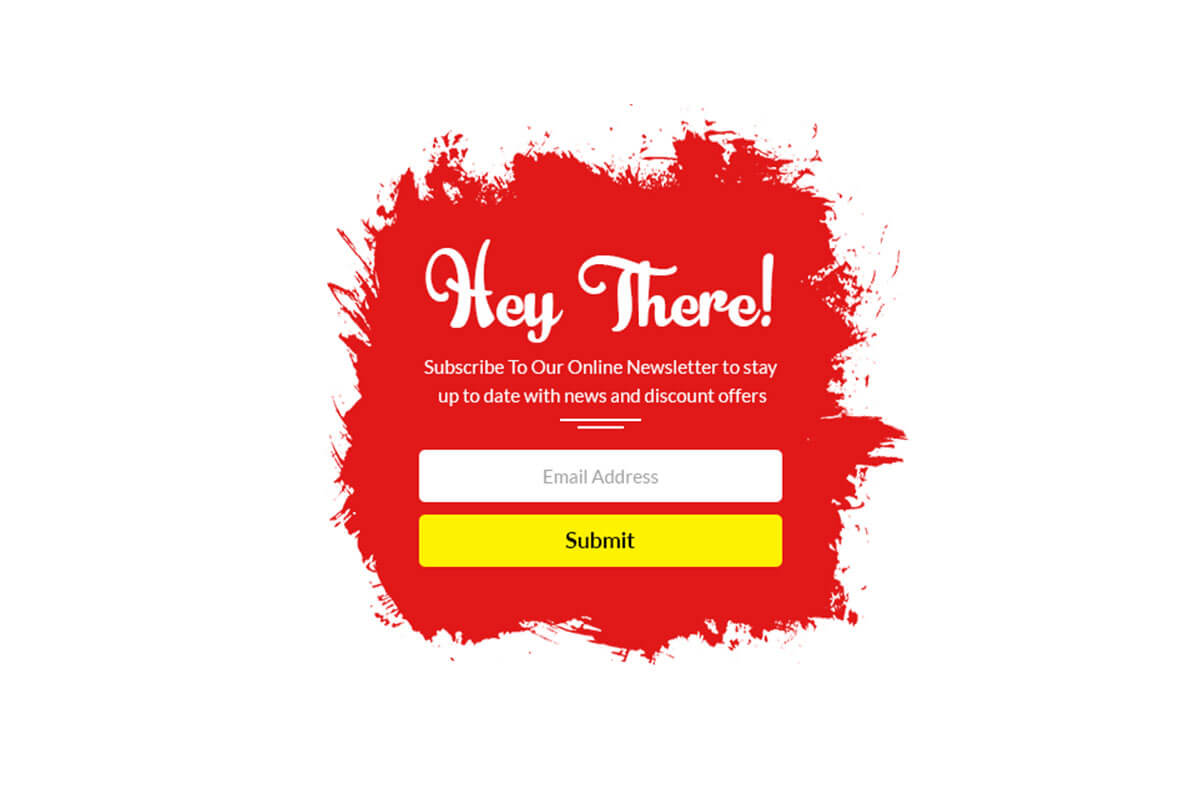 Hey There!
Subscribe To Our Online Newsletter to stay
up to date with news and discount offers
Email Address
Submit